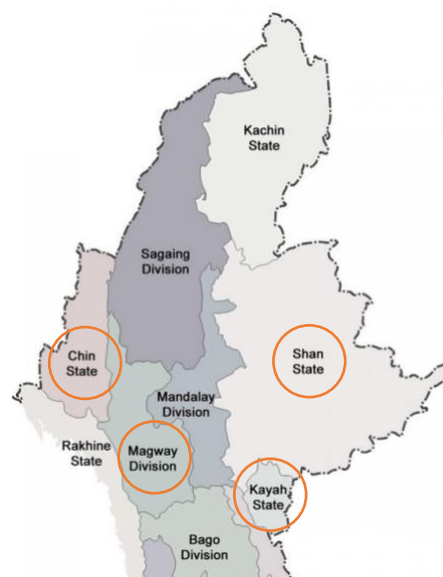 Kachin
State
Sagaing
Division
Chin
State
Shan
State
Mandalay
Division
Rakhine
State
Magway
Division
Kayah
State
Bago
Division